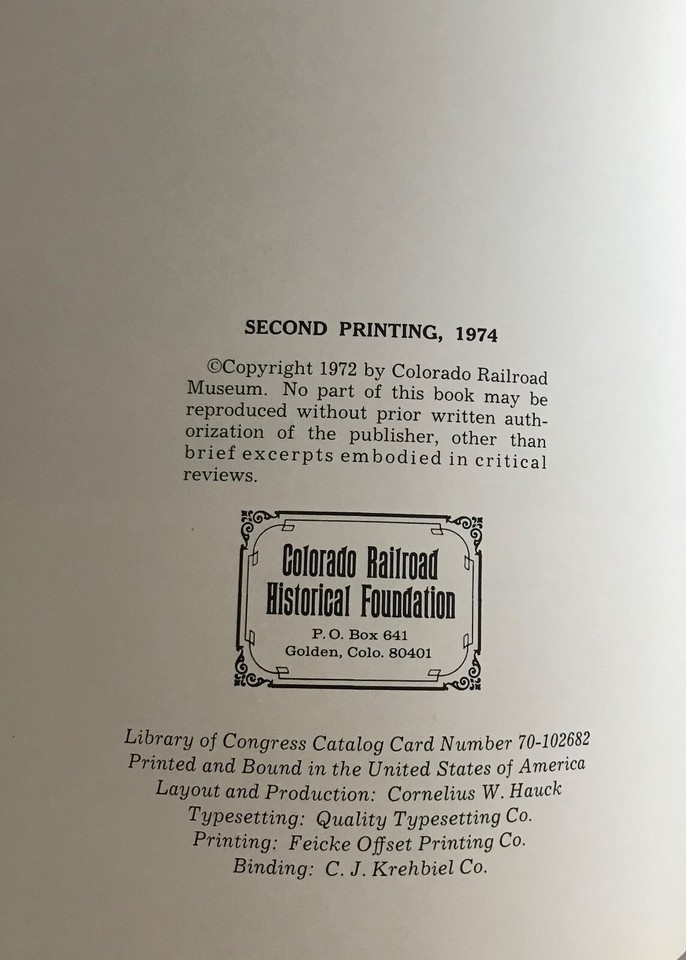 SECOND PRINTING, 1974
©Copyright 1972 by Colorado Railroad
Museum. No part of this book may be
reproduced without prior written auth-
orization of the publisher, other than
brief excerpts embodied in critical
reviews.
Colorado Railroad
Historical Foundation
P. O. Box 641
Golden, Colo. 80401
Library of Congress Catalog Card Number 70-102682
Printed and Bound in the United States of America
Layout and Production: Cornelius W. Hauck
Typesetting: Quality Typesetting Co.
Printing: Feicke Offset Printing Co.
Binding: C. J. Krehbiel Co.